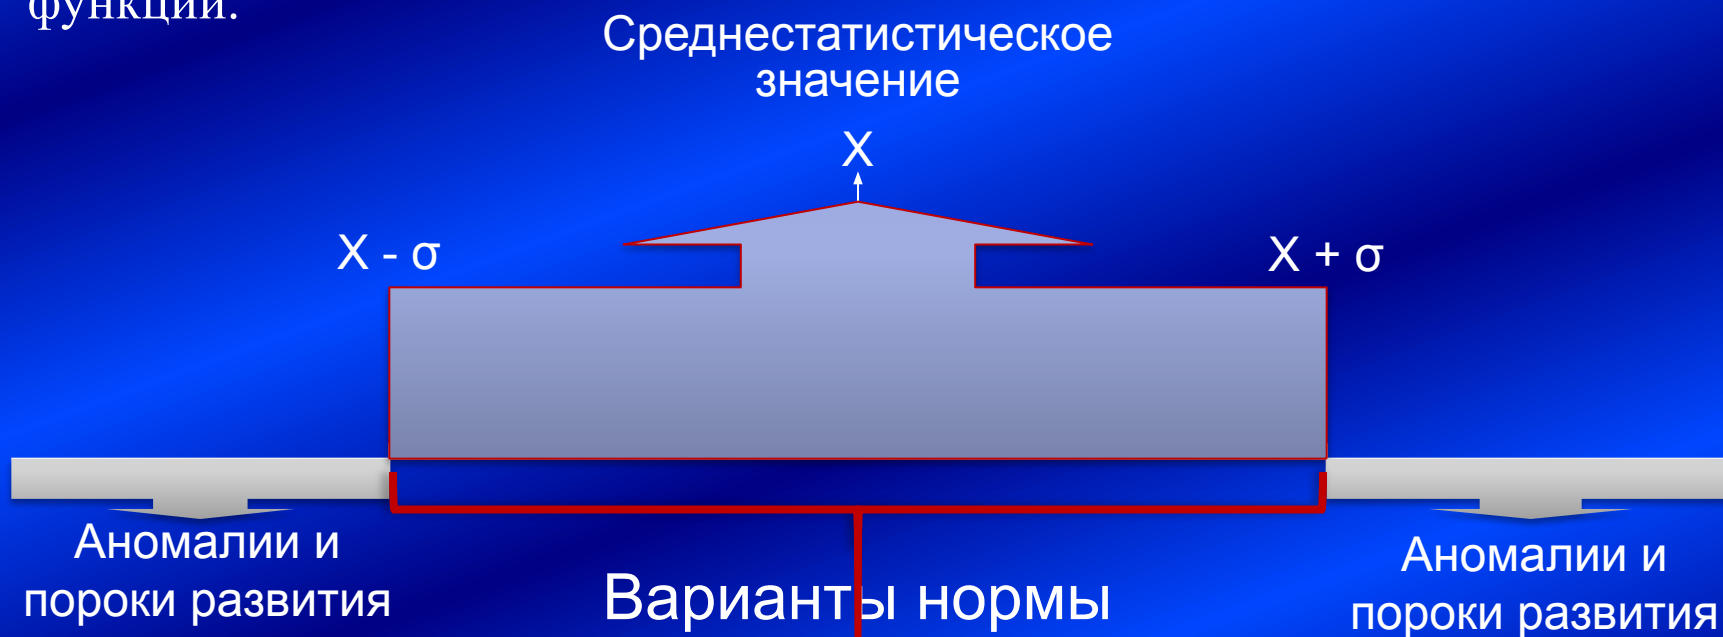 функции.
Среднестатистическое
значение
X
X - σ
X + σ
Аномалии и
пороки развития
Варианты нормы
Аномалии и
пороки развития